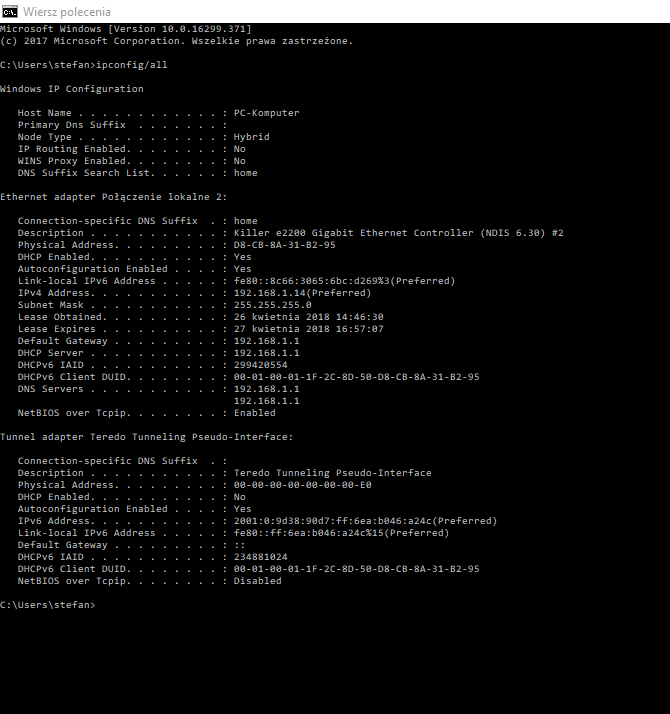 Wiersz polecenia
Microsoft Windows [Version 10.0.16299.371]
(c) 2017 Microsoft Corporation. Wszelkie prawa zastrzeżone.
C:\Users\stefan>ipconfig/all
Windows IP Configuration
Host Name . . . . . . . . . . . . : PC-Komputer
Primary Dns Suffix  . . . . . . . :
Node Type . . . . . . . . . . . . : Hybrid
IP Routing Enabled. . . . . . . . : No
WINS Proxy Enabled. . . . . . . . : No
DNS Suffix Search List. . . . . . : home
Ethernet adapter Połączenie lokalne 2:
Connection-specific DNS Suffix  . : home
Description . . . . . . . . . . . : Killer e2200 Gigabit Ethernet Controller (NDIS 6.30) #2
Physical Address. . . . . . . . . : D8-CB-8A-31-B2-95
DHCP Enabled. . . . . . . . . . . : Yes
Autoconfiguration Enabled . . . . : Yes
Link-local IPv6 Address . . . . . : fe80::8c66:3065:6bc:d269%3(Preferred)
IPv4 Address. . . . . . . . . . . : 192.168.1.14(Preferred)
Subnet Mask . . . . . . . . . . . : 255.255.255.0
Lease Obtained. . . . . . . . . . : 26 kwietnia 2018 14:46:30
Lease Expires . . . . . . . . . . : 27 kwietnia 2018 16:57:07
Default Gateway . . . . . . . . . : 192.168.1.1
DHCP Server . . . . . . . . . . . : 192.168.1.1
DHCPv6 IAID . . . . . . . . . . . : 299420554
DHCPv6 Client DUID. . . . . . . . : 00-01-00-01-1F-2C-8D-50-D8-CB-8A-31-B2-95
DNS Servers . . . . . . . . . . . : 192.168.1.1
192.168.1.1
NetBIOS over Tcpip. . . . . . . . : Enabled
Tunnel adapter Teredo Tunneling Pseudo-Interface:
Connection-specific DNS Suffix  . :
Description . . . . . . . . . . . : Teredo Tunneling Pseudo-Interface
Physical Address. . . . . . . . . : 00-00-00-00-00-00-00-E0
DHCP Enabled. . . . . . . . . . . : No
Autoconfiguration Enabled . . . . : Yes
IPv6 Address. . . . . . . . . . . : 2001:0:9d38:90d7:ff:6ea:b046:a24c(Preferred)
Link-local IPv6 Address . . . . . : fe80::ff:6ea:b046:a24c%15(Preferred)
Default Gateway . . . . . . . . . : ::
DHCPv6 IAID . . . . . . . . . . . : 234881024
DHCPv6 Client DUID. . . . . . . . : 00-01-00-01-1F-2C-8D-50-D8-CB-8A-31-B2-95
NetBIOS over Tcpip. . . . . . . . : Disabled
C:\Users\stefan>